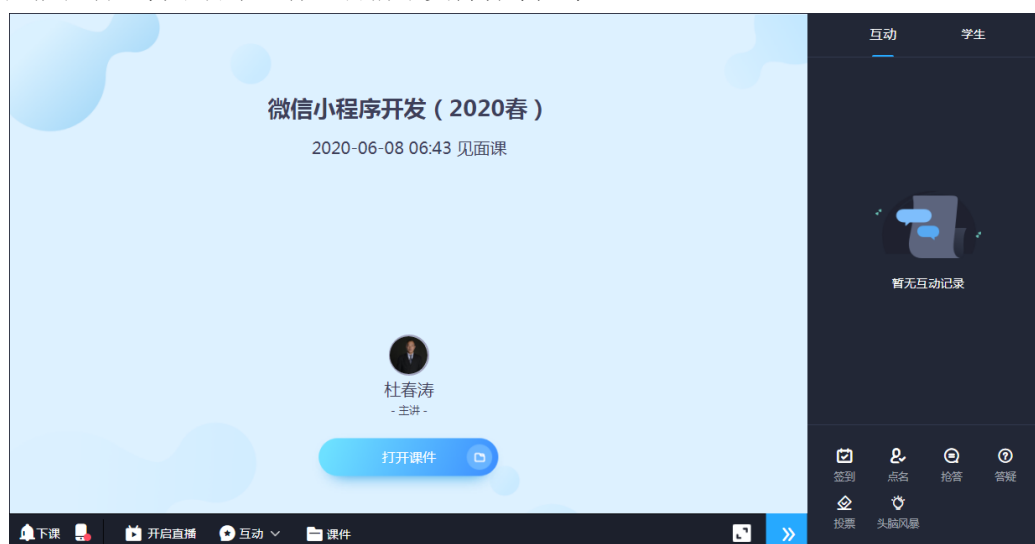 微信小程序开发（2020春）
2020-06-08 06:43 见面课
杜春涛
- 主讲 -
打开课件
下课
开启直播
互动
课件
互动 学生
暂无互动记录
签到 点名 抢答 答疑
投票 头脑风暴